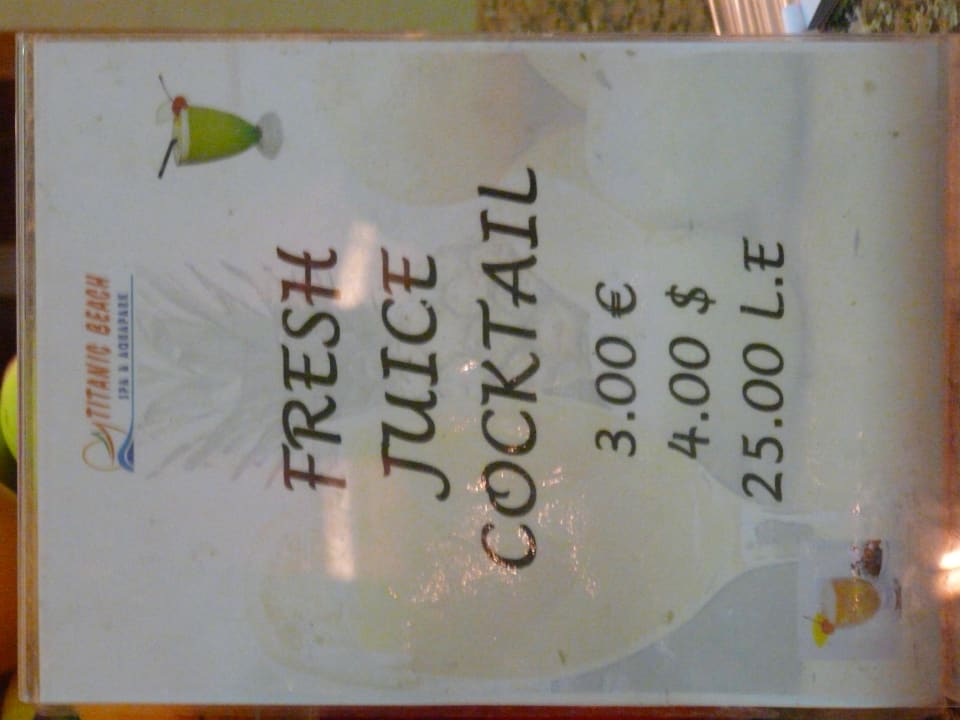 TITANIC BEACH
SPA & AQUAPARK
FRESH
JUICE
COCKTAIL
3.00 €
4.00 $
25.00 L.E